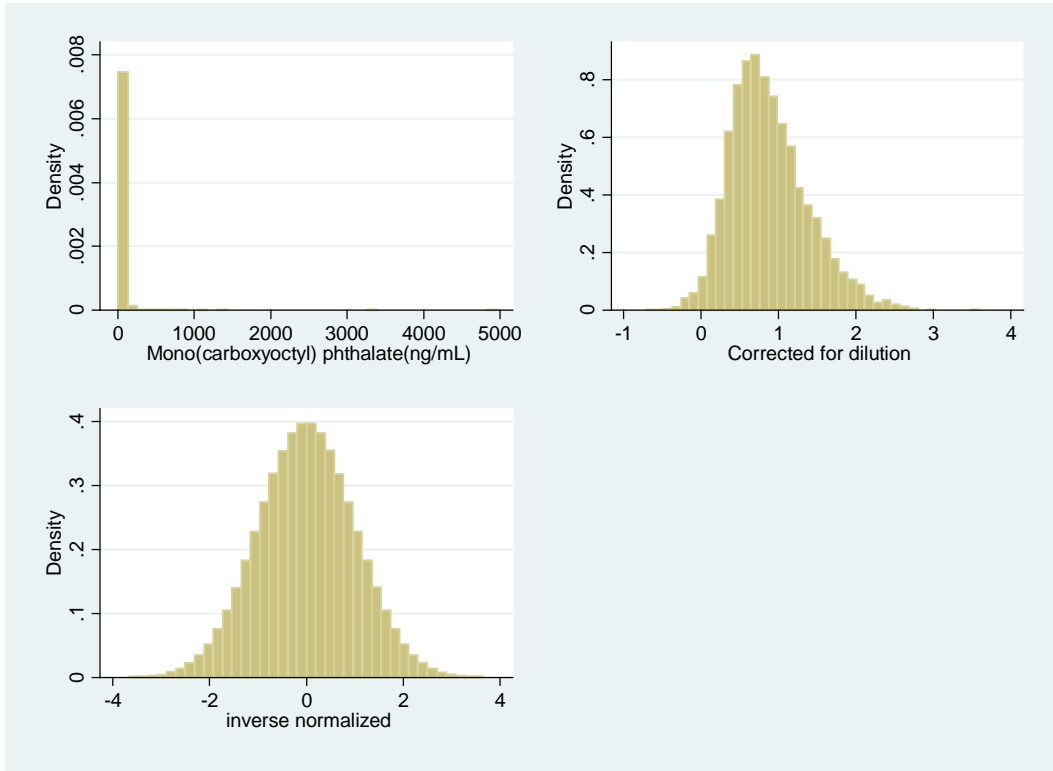 Density
.008
.006
.004
.002
0
0 1000 2000 3000 4000 5000
Mono(carboxyoctyl) phthalate(ng/mL)
Density
.8
.6
.4
.2
0
-1 0 1 2 3 4
Corrected for dilution
Density
.4
.3
.2
.1
0
-4 -2 0 2 4
inverse normalized